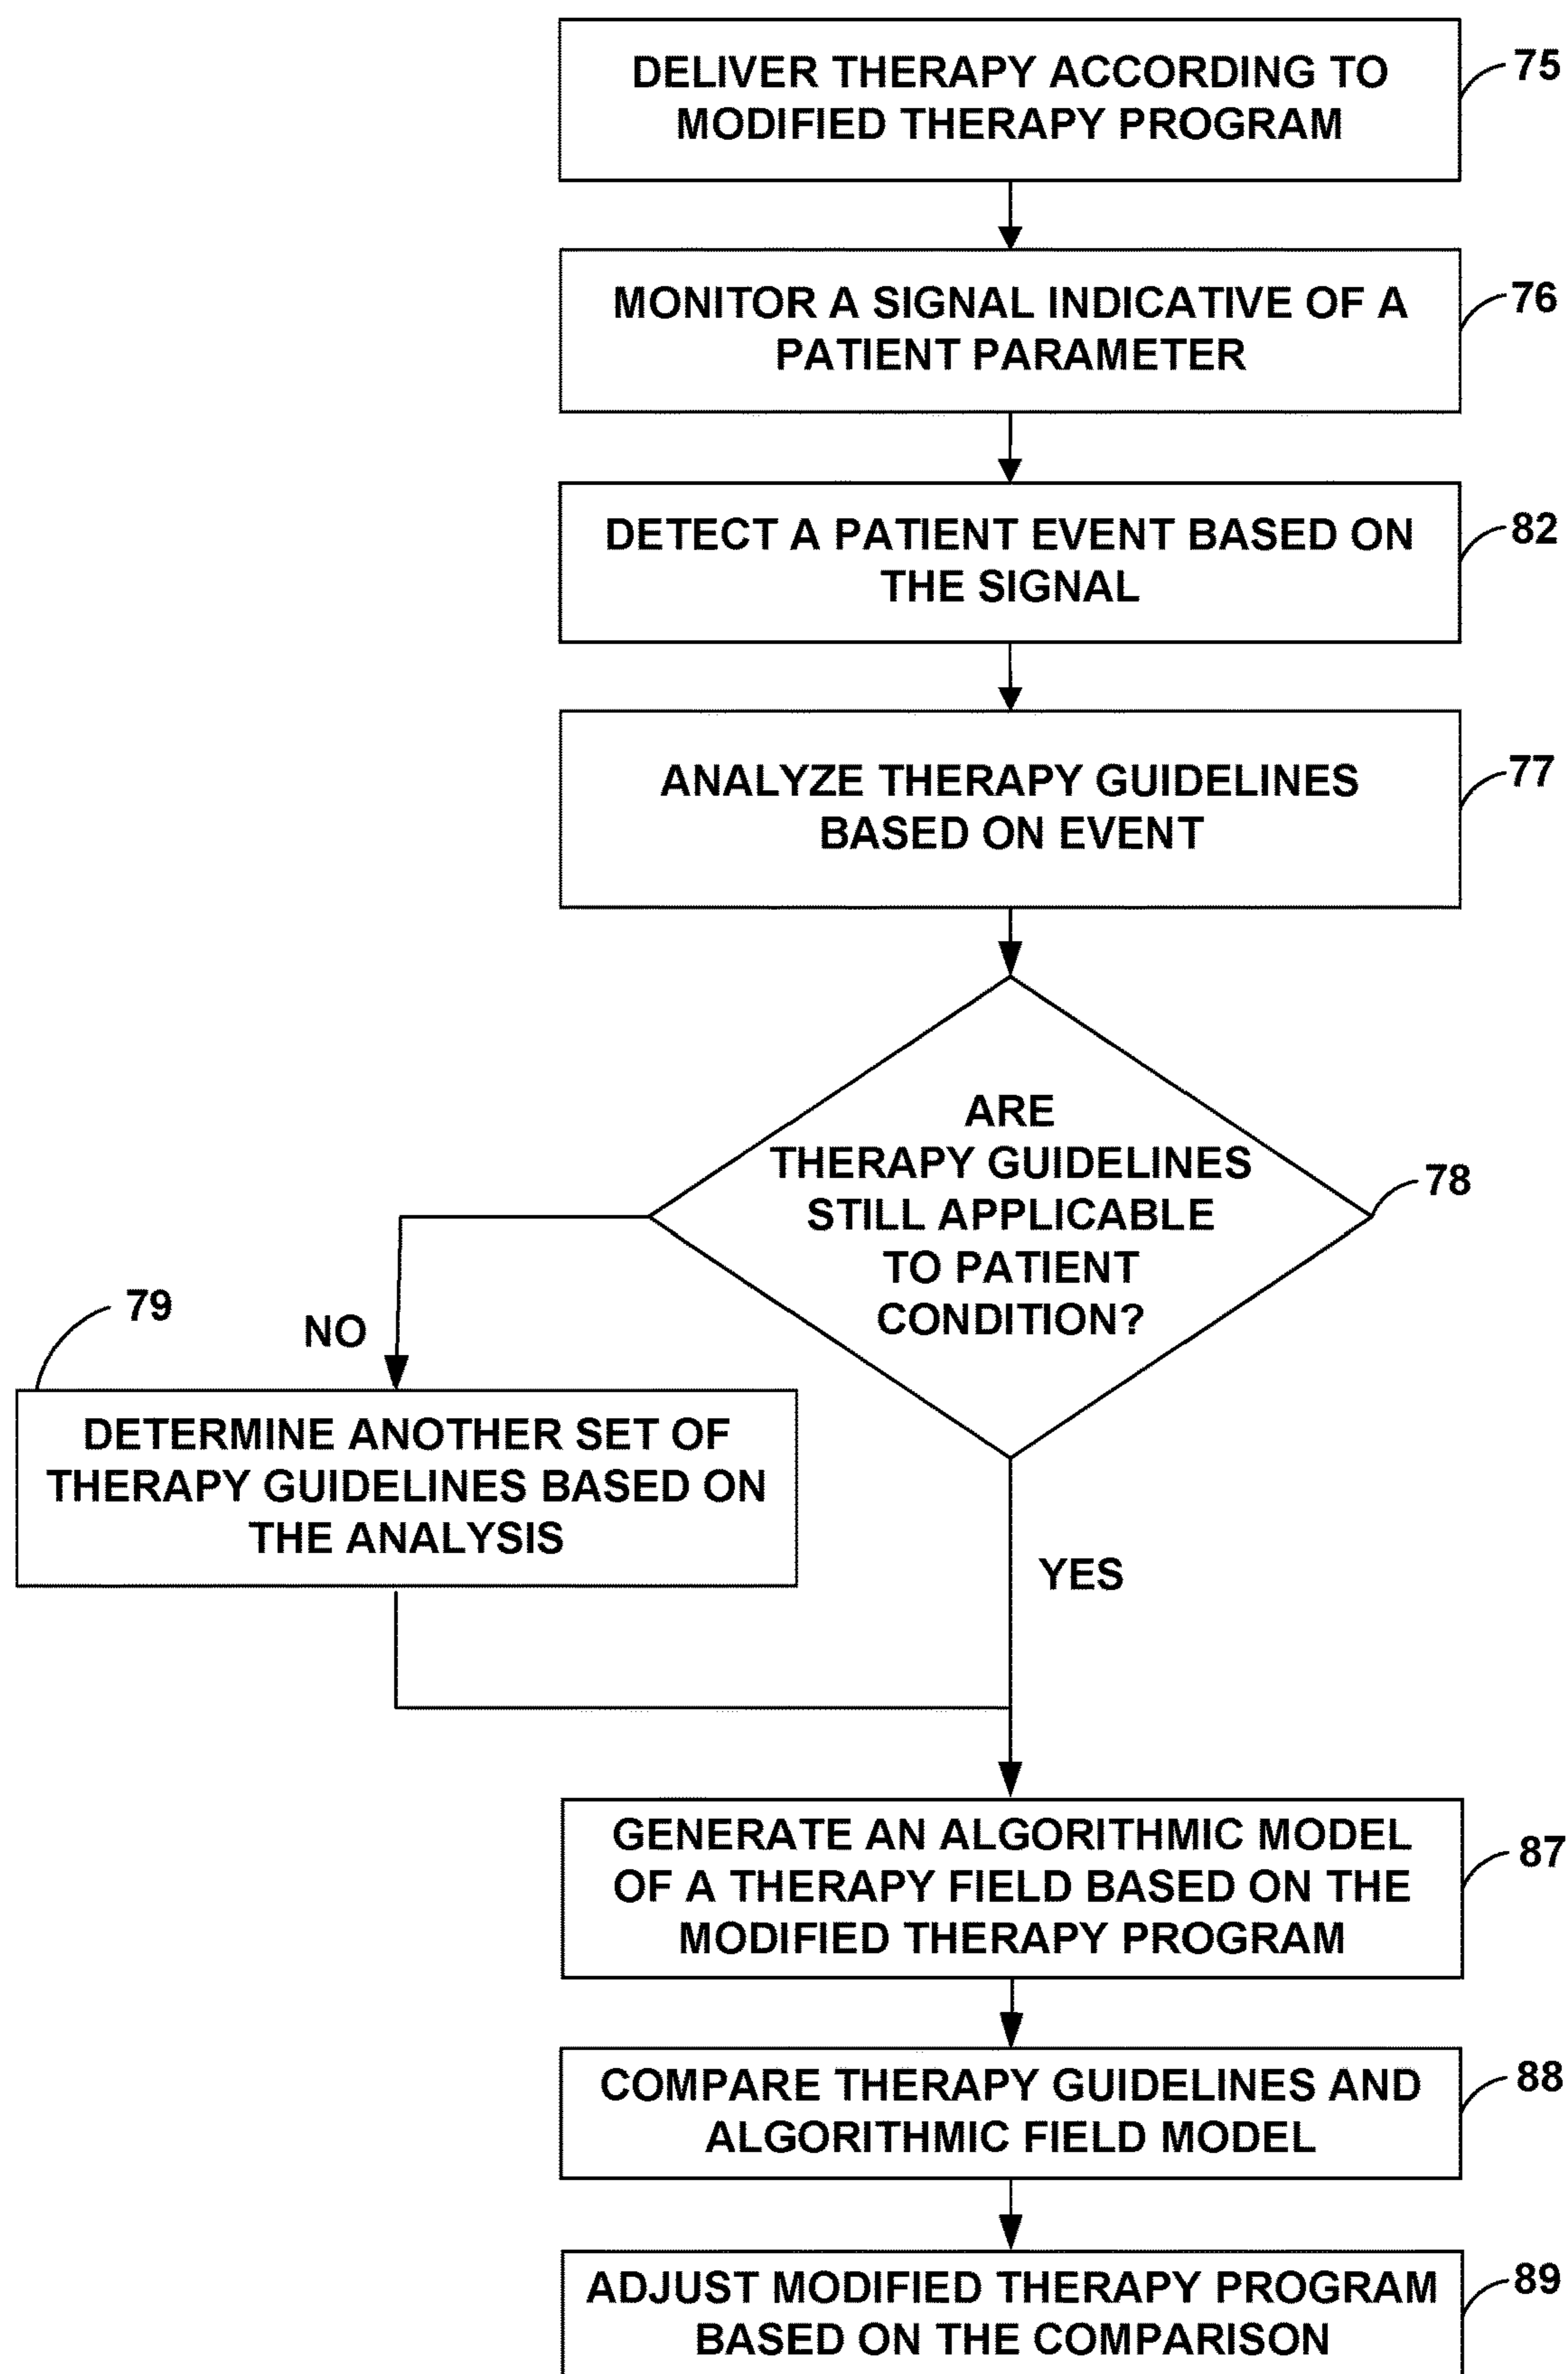 DELIVER THERAPY ACCORDING TO
MODIFIED THERAPY PROGRAM
75
MONITOR A SIGNAL INDICATIVE OF A
PATIENT PARAMETER
76
DETECT A PATIENT EVENT BASED ON
THE SIGNAL
82
ANALYZE THERAPY GUIDELINES
BASED ON EVENT
77
ARE
THERAPY GUIDELINES
STILL APPLICABLE
TO PATIENT
CONDITION?
78
NO
79
DETERMINE ANOTHER SET OF
THERAPY GUIDELINES BASED ON
THE ANALYSIS
YES
GENERATE AN ALGORITHMIC MODEL
OF A THERAPY FIELD BASED ON THE
MODIFIED THERAPY PROGRAM
87
COMPARE THERAPY GUIDELINES AND
ALGORITHMIC FIELD MODEL
88
ADJUST MODIFIED THERAPY PROGRAM
BASED ON THE COMPARISON
89